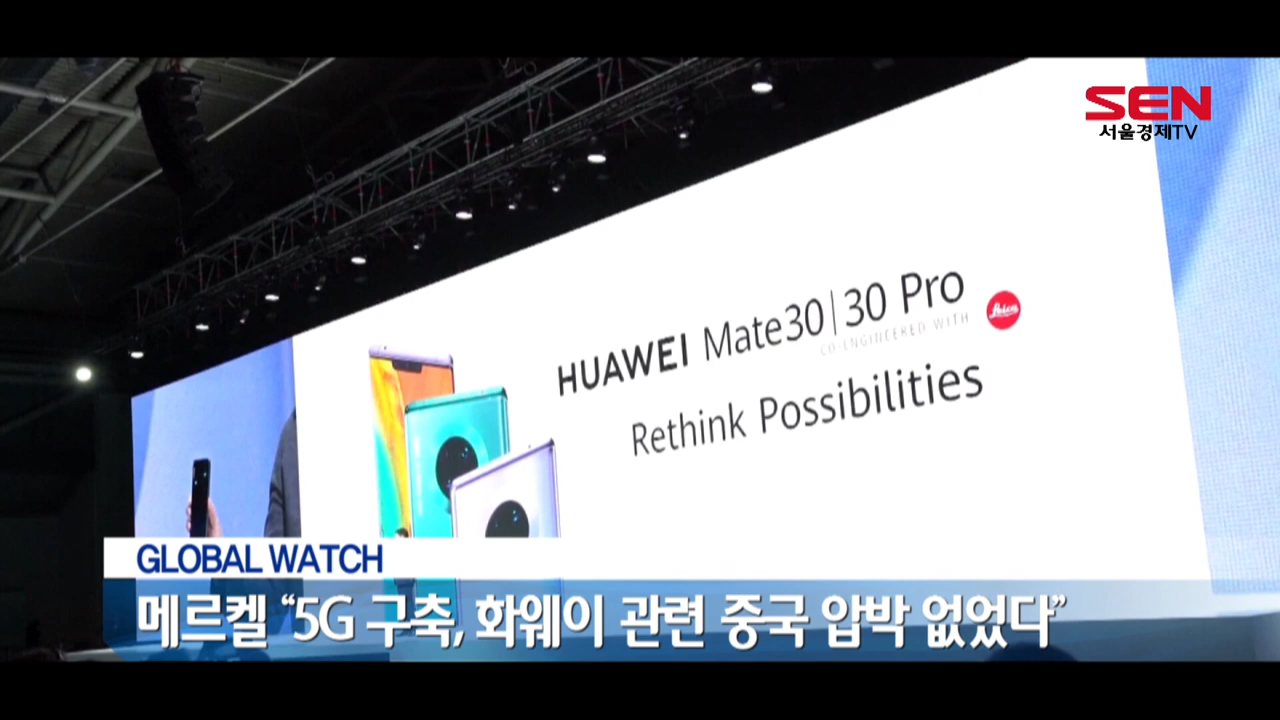 SEN
서울경제TV
HUAWEI Mate30|30 Pro
CO-ENGINEERED WITH
Leica
Rethink Possibilities
GLOBAL WATCH
메르켈 “5G 구축, 화웨이 관련 중국 압박 없었다”